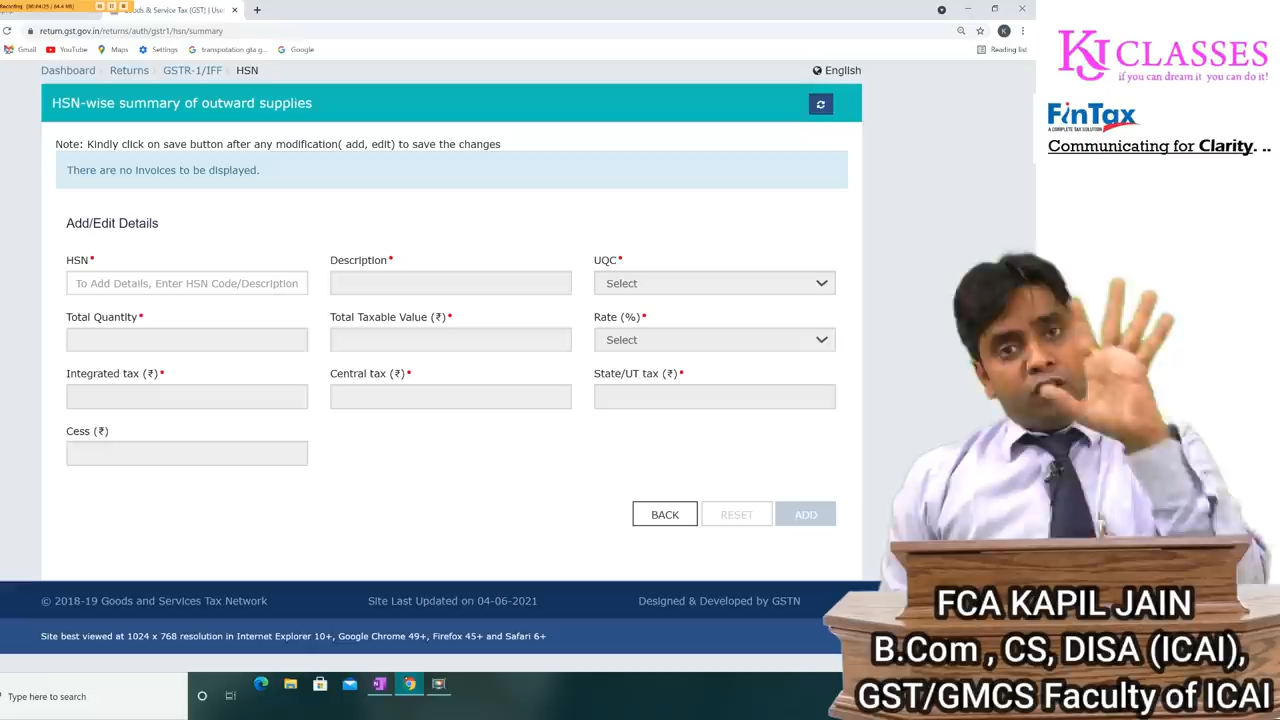 Recording
Goods & Service Tax (GST) | Use
return.gst.gov.in/returns/auth/gstr1/hsn/summary
K
Gmail YouTube Maps Settings transpotation gta g... Google Reading list
Dashboard Returns GSTR-1/IFF HSN English
HSN-wise summary of outward supplies
Note: Kindly click on save button after any modification( add, edit) to save the changes
There are no Invoices to be displayed.
Add/Edit Details
HSN* Description* UQC*
To Add Details, Enter HSN Code/Description Select
Total Quantity* Total Taxable Value (₹)* Rate (%)*
Select
Integrated tax (₹)* Central tax (₹)* State/UT tax (₹)*
Cess (₹)
BACK RESET ADD
© 2018-19 Goods and Services Tax Network Site Last Updated on 04-06-2021 Designed & Developed by GSTN
Site best viewed at 1024 x 768 resolution in Internet Explorer 10+, Google Chrome 49+, Firefox 45+ and Safari 6+
Type here to search
KJ CLASSES
if you can dream it you can do it!
FinTax
A COMPLETE TAX SOLUTION
Communicating for Clarity. ..
FCA KAPIL JAIN
B.Com , CS, DISA (ICAI),
GST/GMCS Faculty of ICAI